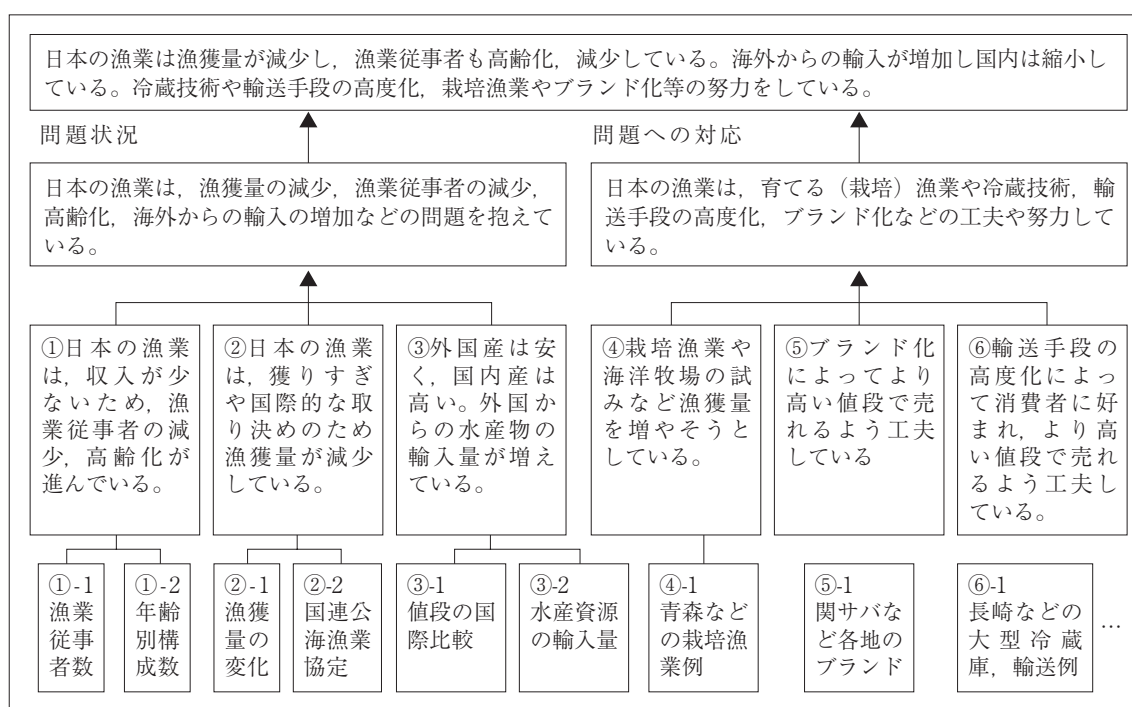 日本の漁業は漁獲量が減少し，漁業従事者も高齢化，減少している。海外からの輸入が増加し国内は縮小し
ている。冷蔵技術や輸送手段の高度化，栽培漁業やブランド化等の努力をしている。
問題状況
問題への対応
日本の漁業は，漁獲量の減少，漁業従事者の減少，
高齢化，海外からの輸入の増加などの問題を抱えて
いる。
日本の漁業は，育てる（栽培）漁業や冷蔵技術，輸
送手段の高度化，ブランド化などの工夫や努力して
いる。
①日本の漁業
は，収入が少
ないため，漁
業従事者の減
少，高齢化が
進んでいる。
②日本の漁業
は，獲りすぎ
や国際的な取
り決めのため
漁獲量が減少
している。
③外国産は安
く，国内産は
高い。外国か
らの水産物の
輸入量が増え
ている。
④栽培漁業や
海洋牧場の試
みなど漁獲量
を増やそうと
している。
⑤ブランド化
によってより
高い値段で売
れるよう工夫
している
⑥輸送手段の
高度化によっ
て消費者に好
まれ，より高
い値段で売れ
るよう工夫し
ている。
①-1
漁業
従事
者数
①-2
年齢
別構
成数
②-1
漁獲
量の
変化
②-2
国連公
海漁業
協定
③-1
値段の国
際比較
③-2
水産資源
の輸入量
④-1
青森など
の栽培漁
業例
⑤-1
関サバな
ど各地の
ブランド
⑥-1
長崎などの
大型冷蔵
庫，輸送例
…